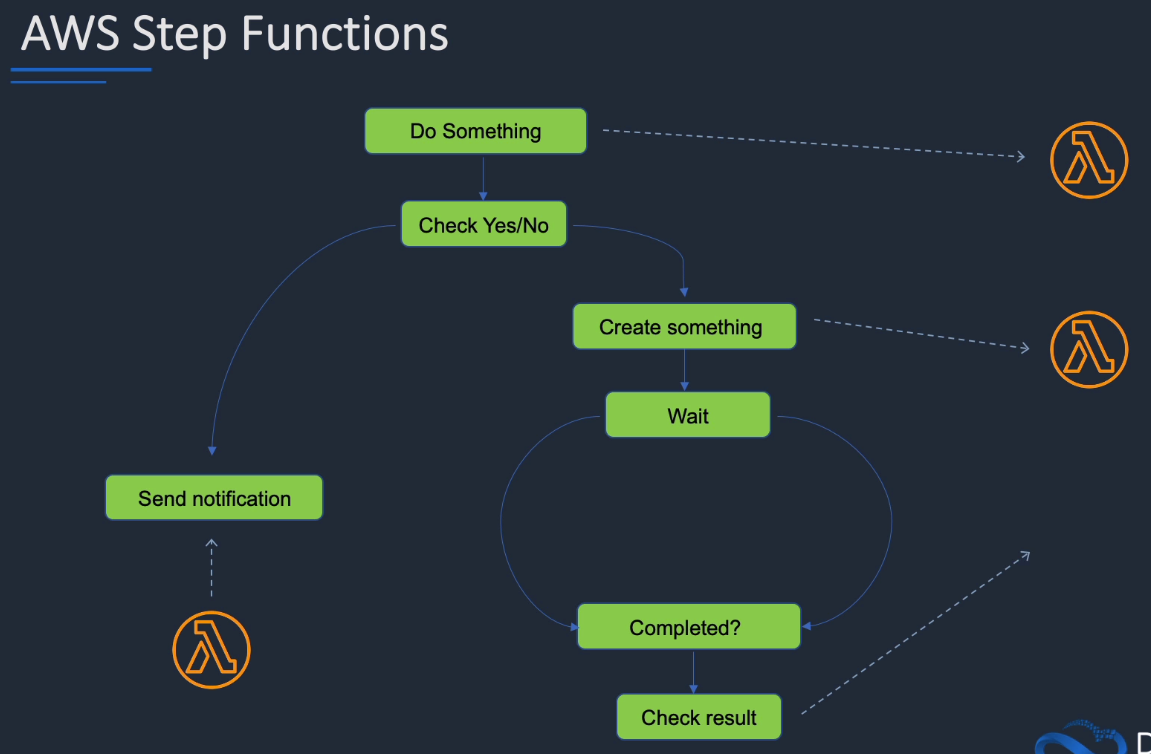 AWS Step Functions
Do Something
Check Yes/No
Create something
Wait
Send notification
Completed?
Check result
D